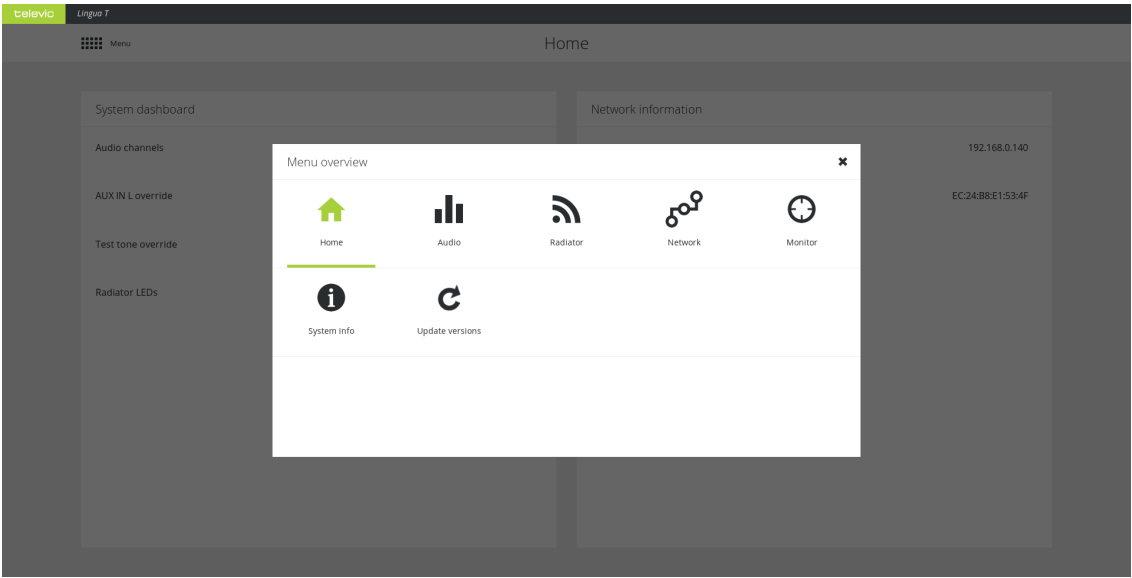 televic Lingua T
Menu Home
System dashboard
Network information
Audio channels
192.168.0.140
AUX IN L override
EC:24:B8:E1:53:4F
Test tone override
Radiator LEDs
Menu overview
Home Audio Radiator Network Monitor
System info Update versions